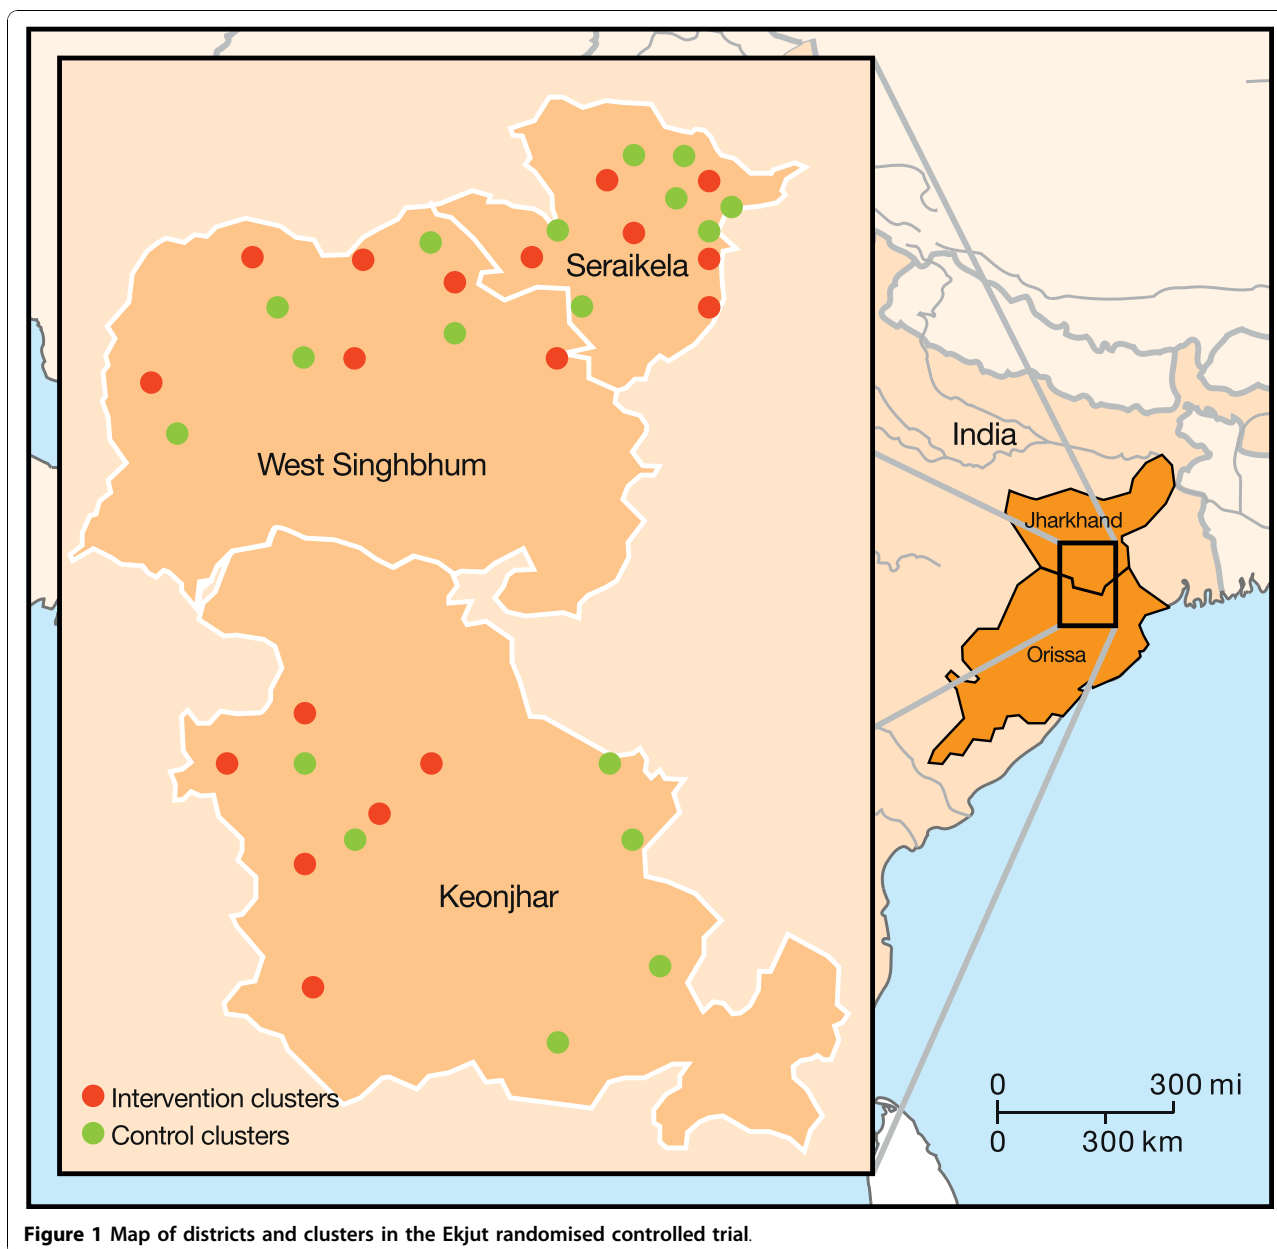 Seraikela
West Singhbhum
Keonjhar
Intervention clusters
Control clusters
India
Jharkhand
Orissa
0 300 mi
0 300 km
Figure 1 Map of districts and clusters in the Ekjut randomised controlled trial.